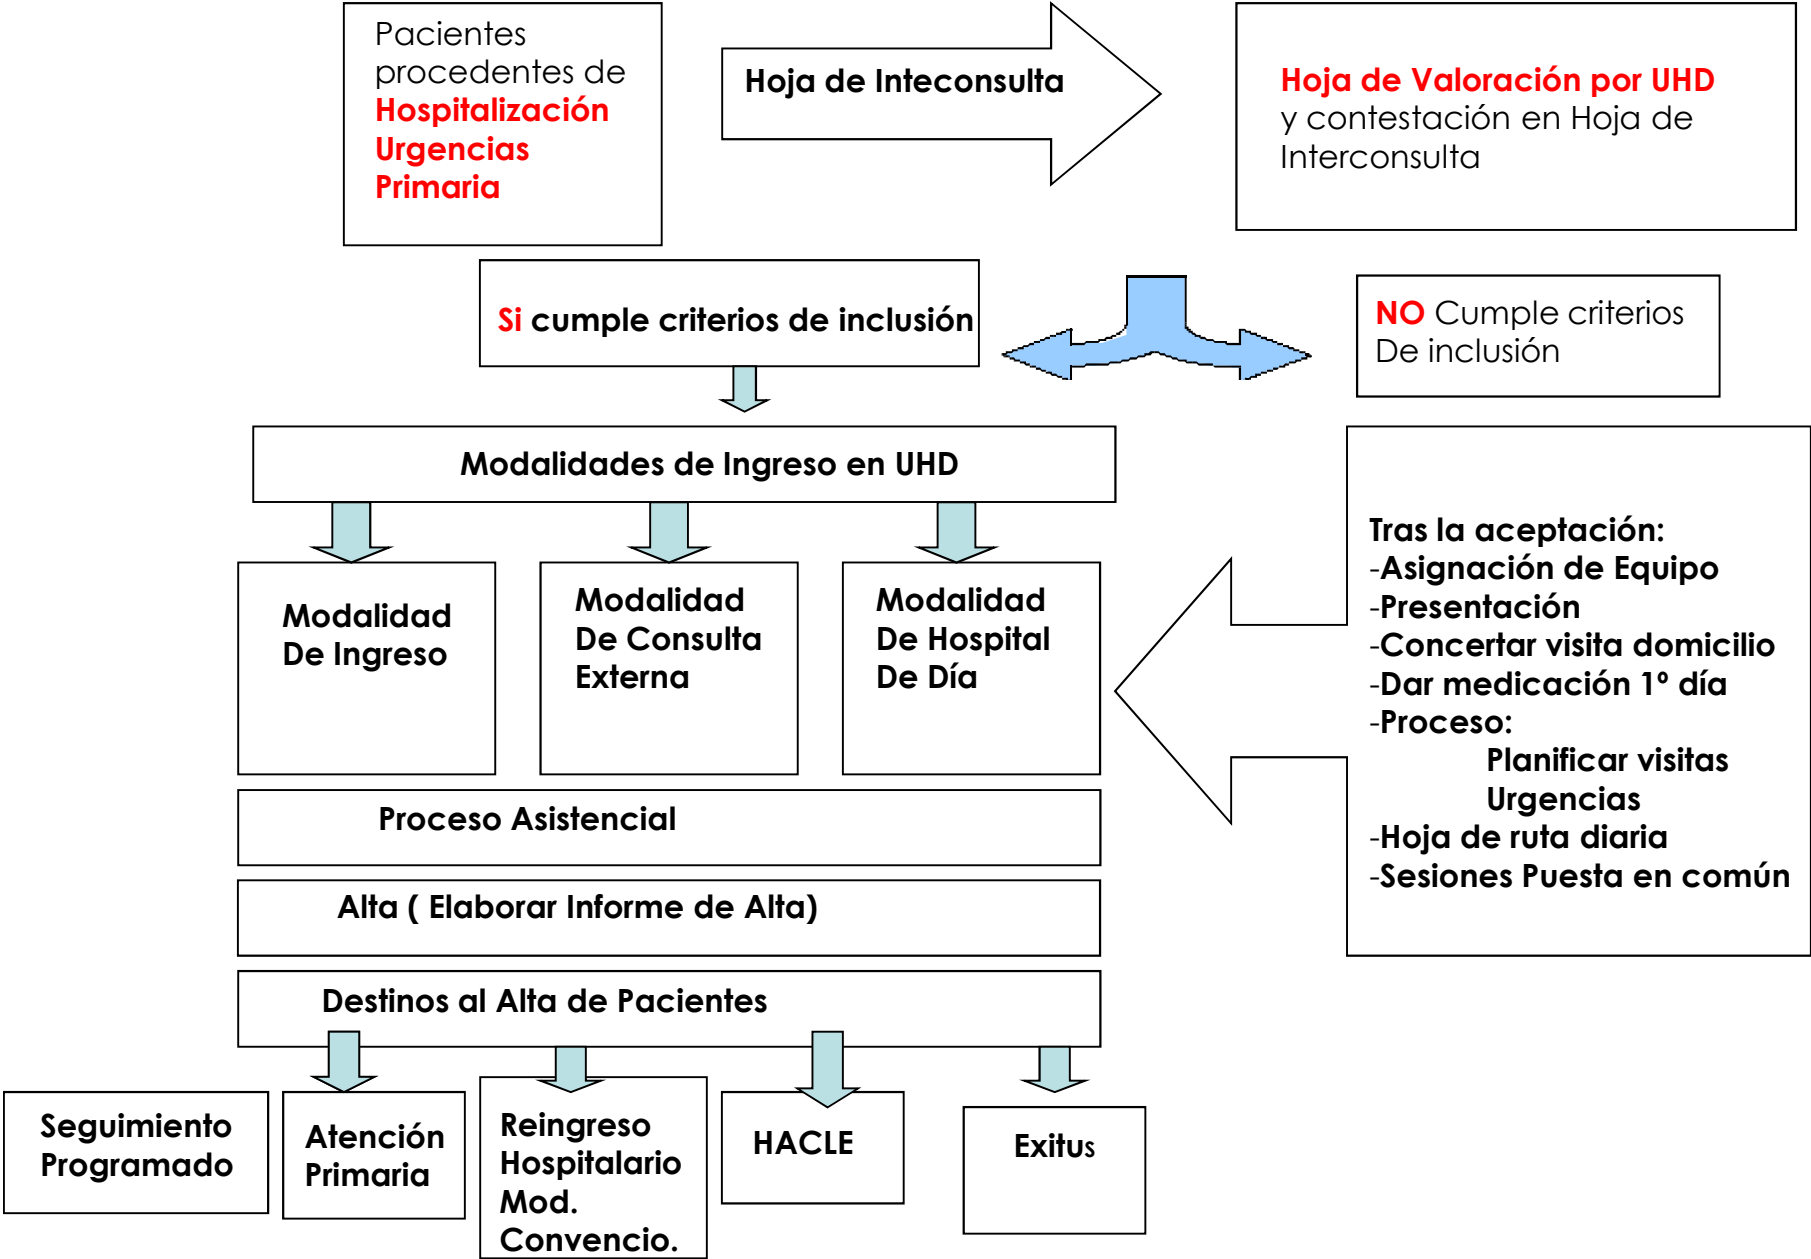 Pacientes
procedentes de
Hospitalización
Urgencias
Primaria
Hoja de Inteconsulta
Hoja de Valoración por UHD
y contestación en Hoja de
Interconsulta
Si cumple criterios de inclusión
NO Cumple criterios
De inclusión
Modalidades de Ingreso en UHD
Modalidad
De Ingreso
Modalidad
De Consulta
Externa
Modalidad
De Hospital
De Día
Tras la aceptación:
-Asignación de Equipo
-Presentación
-Concertar visita domicilio
-Dar medicación 1º día
-Proceso:
Planificar visitas
Urgencias
-Hoja de ruta diaria
-Sesiones Puesta en común
Proceso Asistencial
Alta ( Elaborar Informe de Alta)
Destinos al Alta de Pacientes
Seguimiento
Programado
Atención
Primaria
Reingreso
Hospitalario
Mod.
Convencio.
HACLE
Exitus